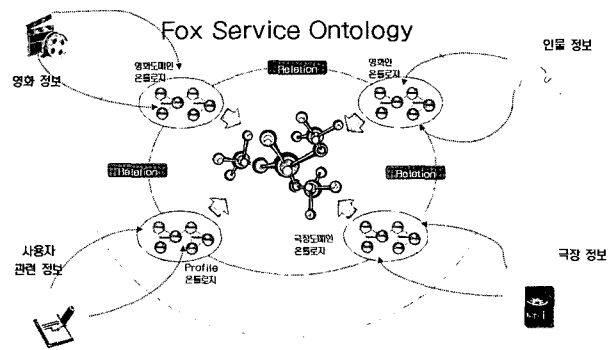 Fox Service Ontology
영화 정보
영화도메인
온톨로지
Relation
영화인
온톨로지
인물 정보
Relation
Relation
사용자
관련 정보
Profile
온톨로지
극장도메인
온톨로지
극장 정보